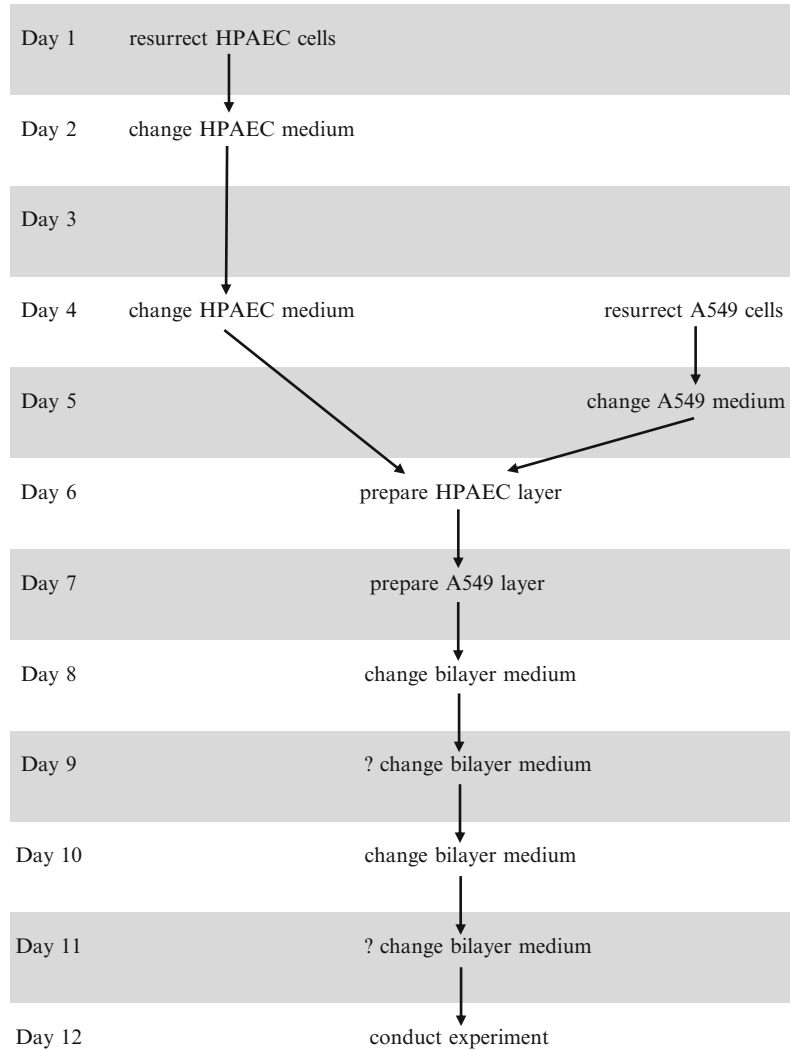 Day 1 resurrect HPAEC cells
Day 2 change HPAEC medium
Day 3
Day 4 change HPAEC medium resurrect A549 cells
Day 5 change A549 medium
Day 6 prepare HPAEC layer
Day 7 prepare A549 layer
Day 8 change bilayer medium
Day 9 ? change bilayer medium
Day 10 change bilayer medium
Day 11 ? change bilayer medium
Day 12 conduct experiment